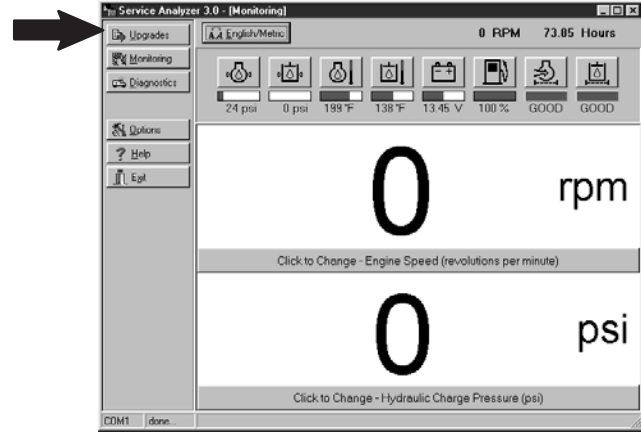 Service Analyzer 3.0 - [Monitoring]
Upgrades
Monitoring
Diagnostics
Options
Help
Exit
English/Metric
0 RPM 73.05 Hours
24 psi 0 psi 199 °F 138 °F 13.45 V 100 % GOOD GOOD
0 rpm
Click to Change - Engine Speed (revolutions per minute)
0 psi
Click to Change - Hydraulic Charge Pressure (psi)
COM1 done...